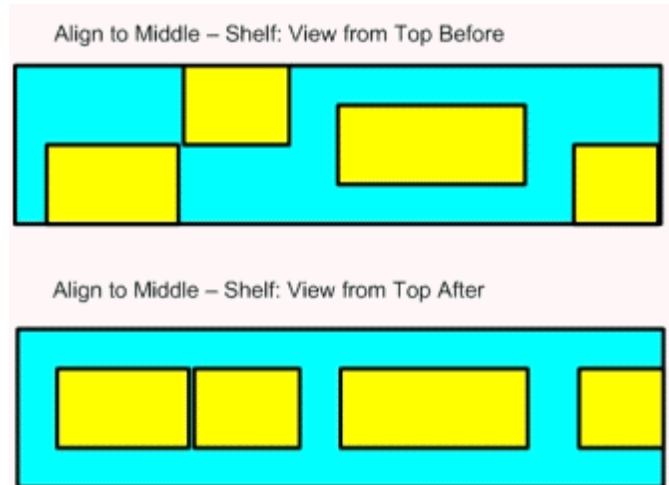 Align to Middle – Shelf: View from Top Before
Align to Middle – Shelf: View from Top After